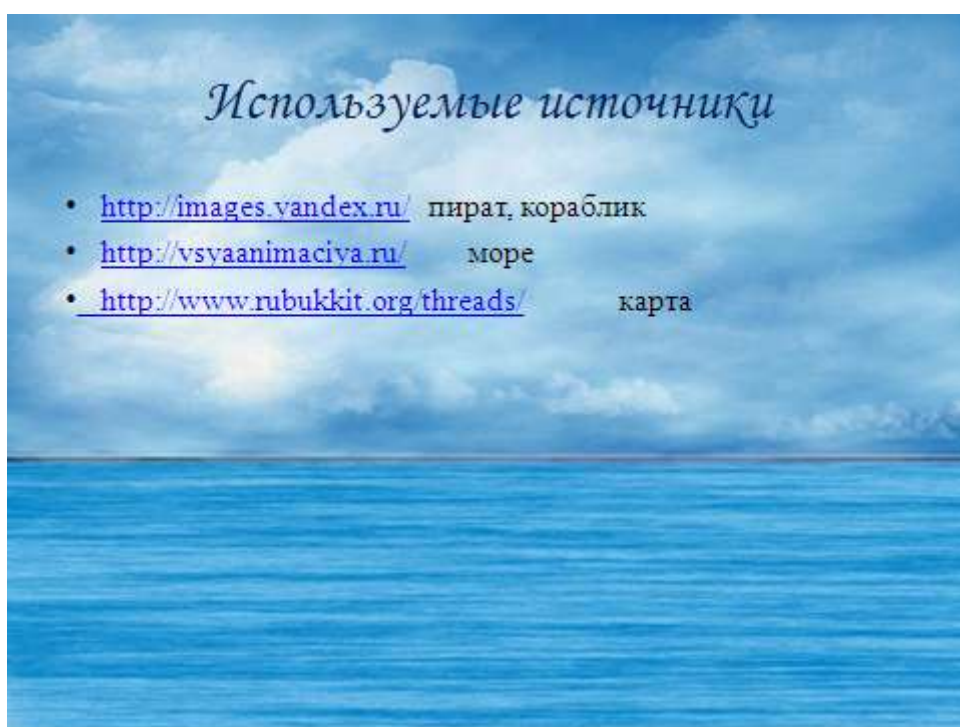 Используемые источники
• http://images.yandex.ru/ пират, кораблик
• http://vsyaanimaciya.ru/ море
• http://www.rubukkit.org/threads/ карта